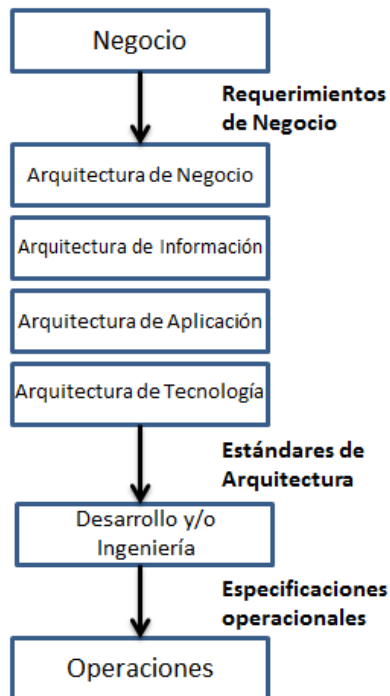 Negocio
Requerimientos
de Negocio
Arquitectura de Negocio
Arquitectura de Información
Arquitectura de Aplicación
Arquitectura de Tecnología
Estándares de
Arquitectura
Desarrollo y/o
Ingeniería
Especificaciones
operacionales
Operaciones